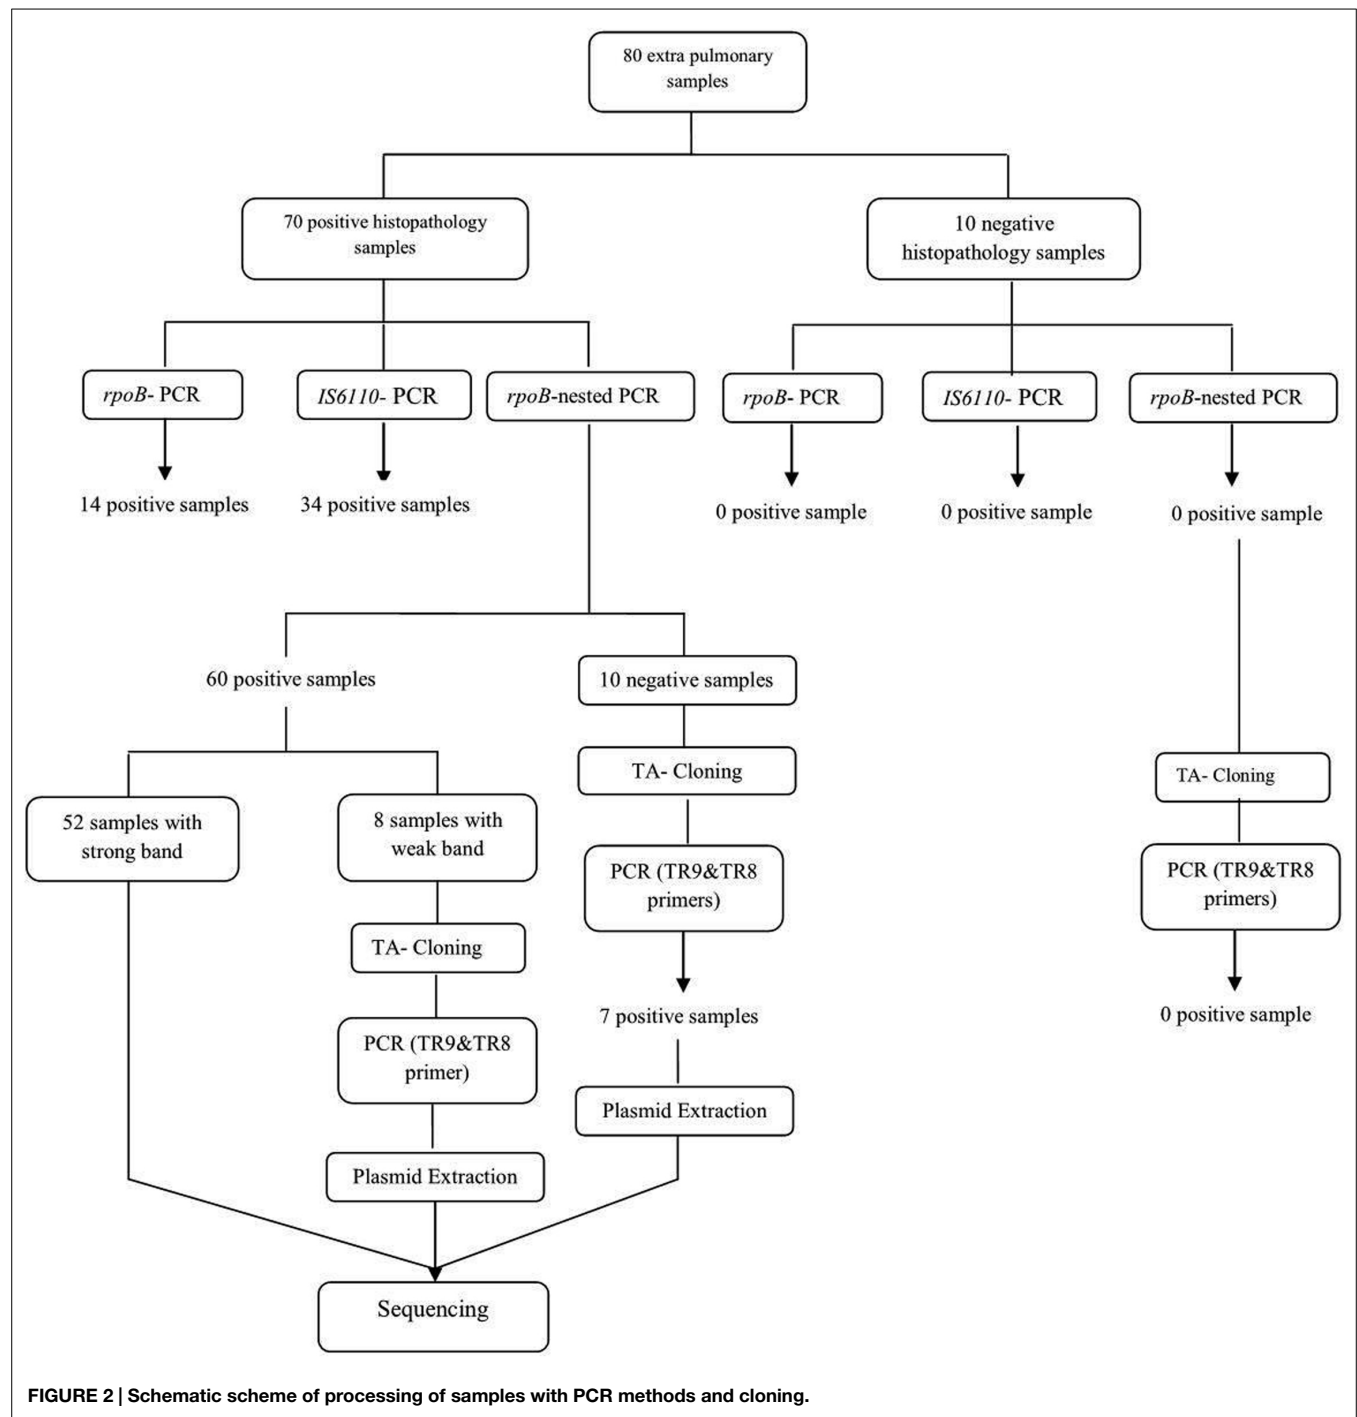 80 extra pulmonary
samples
70 positive histopathology
samples
10 negative
histopathology samples
rpoB- PCR
IS6110- PCR
rpoB-nested PCR
rpoB- PCR
IS6110- PCR
rpoB-nested PCR
14 positive samples
34 positive samples
0 positive sample
0 positive sample
0 positive sample
60 positive samples
10 negative samples
TA- Cloning
TA- Cloning
52 samples with
strong band
8 samples with
weak band
PCR (TR9&TR8
primers)
PCR (TR9&TR8
primers)
TA- Cloning
7 positive samples
0 positive sample
PCR (TR9&TR8
primer)
Plasmid Extraction
Plasmid Extraction
Sequencing
FIGURE 2 | Schematic scheme of processing of samples with PCR methods and cloning.